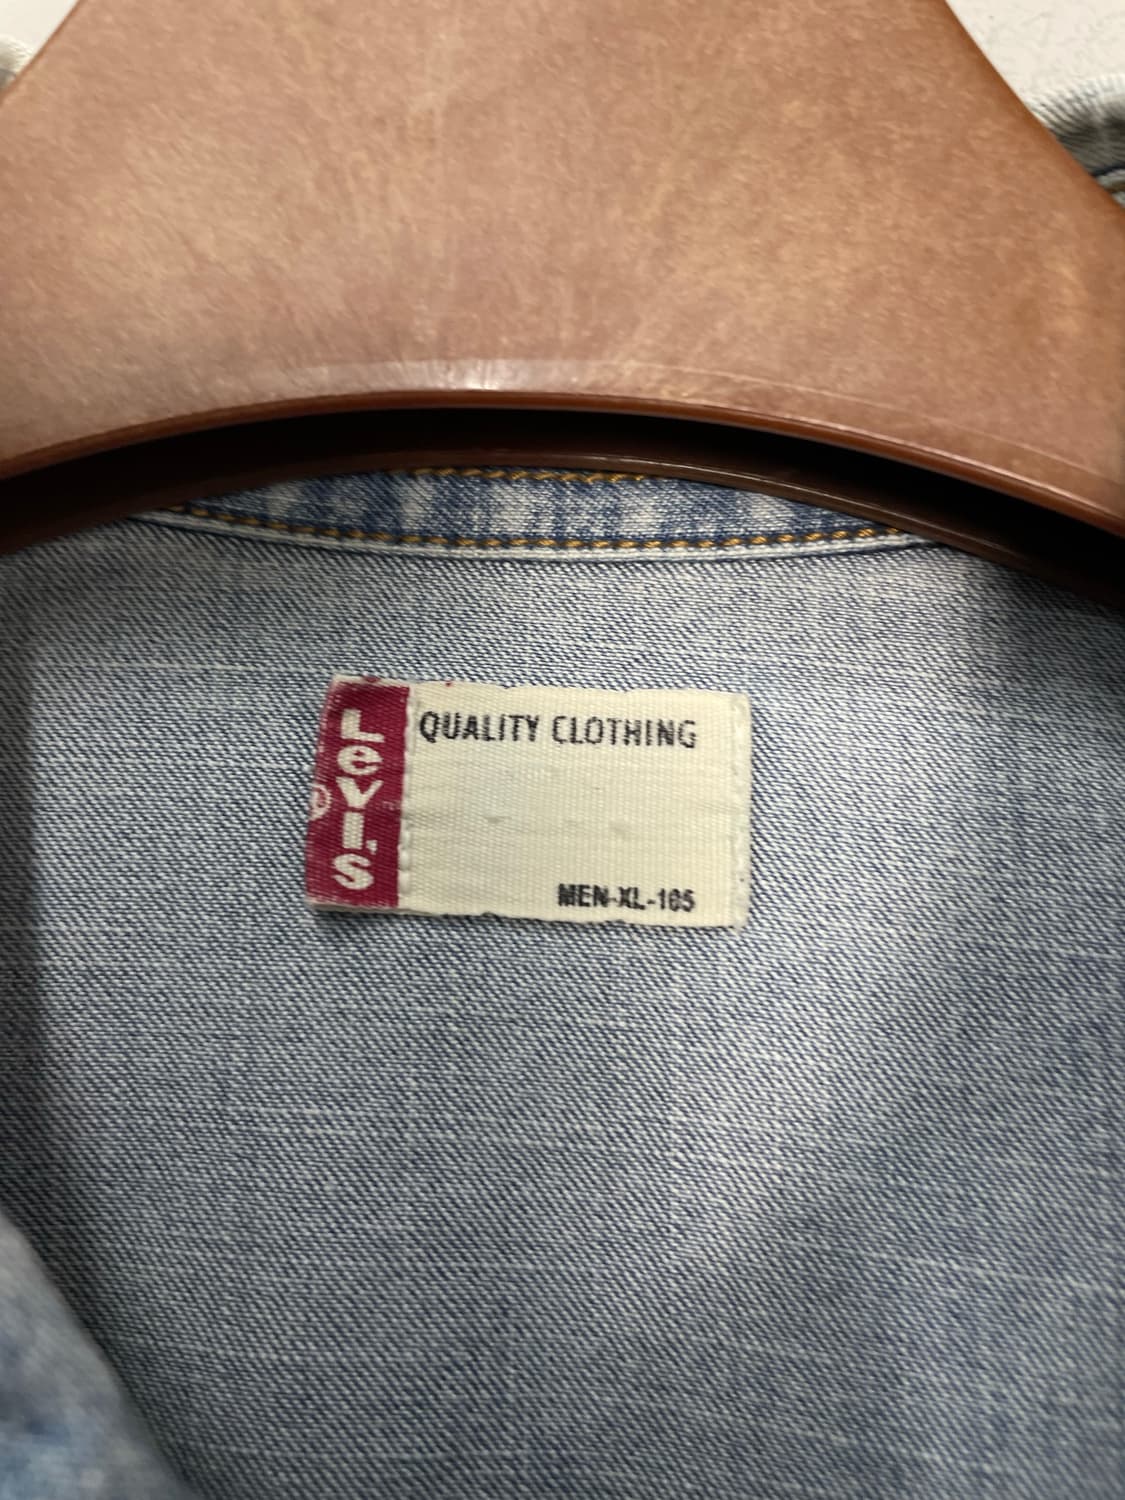 Levi's
®
QUALITY CLOTHING
MEN-XL-105